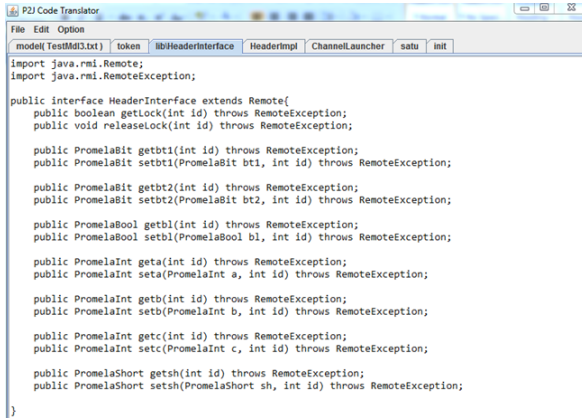 P2J Code Translator
File Edit Option
model( TestMdl3.txt ) token lib\HeaderInterface HeaderImpl ChannelLauncher satu init
import java.rmi.Remote;
import java.rmi.RemoteException;
public interface HeaderInterface extends Remote{
public boolean getLock(int id) throws RemoteException;
public void releaseLock(int id) throws RemoteException;
public PromelaBit getbt1(int id) throws RemoteException;
public PromelaBit setbt1(PromelaBit bt1, int id) throws RemoteException;
public PromelaBit getbt2(int id) throws RemoteException;
public PromelaBit setbt2(PromelaBit bt2, int id) throws RemoteException;
public PromelaBool getbl(int id) throws RemoteException;
public PromelaBool setbl(PromelaBool bl, int id) throws RemoteException;
public PromelaInt geta(int id) throws RemoteException;
public PromelaInt seta(PromelaInt a, int id) throws RemoteException;
public PromelaInt getb(int id) throws RemoteException;
public PromelaInt setb(PromelaInt b, int id) throws RemoteException;
public PromelaInt getc(int id) throws RemoteException;
public PromelaInt setc(PromelaInt c, int id) throws RemoteException;
public PromelaShort getsh(int id) throws RemoteException;
public PromelaShort setsh(PromelaShort sh, int id) throws RemoteException;
}